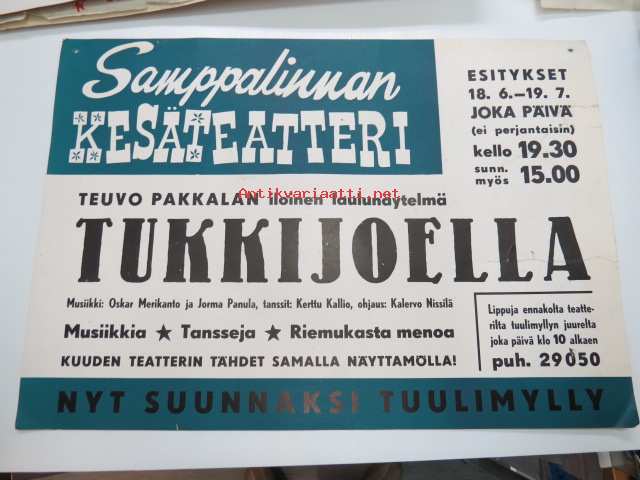 Samppalinnan
KESÄTEATTERI
ESITYKSET
18. 6.–19. 7.
JOKA PÄIVÄ
(ei perjantaisin)
kello 19.30
sunn. myös 15.00
Antikvariaatti.net
TEUVO PAKKALAN iloinen laulunäytelmä
TUKKIJOELLA
Musiikki: Oskar Merikanto ja Jorma Panula, tanssit: Kerttu Kallio, ohjaus: Kalervo Nissilä
Musiikkia ★ Tansseja ★ Riemukasta menoa
KUUDEN TEATTERIN TÄHDET SAMALLA NÄYTTÄMÖLLÄ!
Lippuja ennakolta teatte-
rilta tuulimyllyn juurelta
joka päivä klo 10 alkaen
puh. 29050
NYT SUUNNAKSI TUULIMYLLY